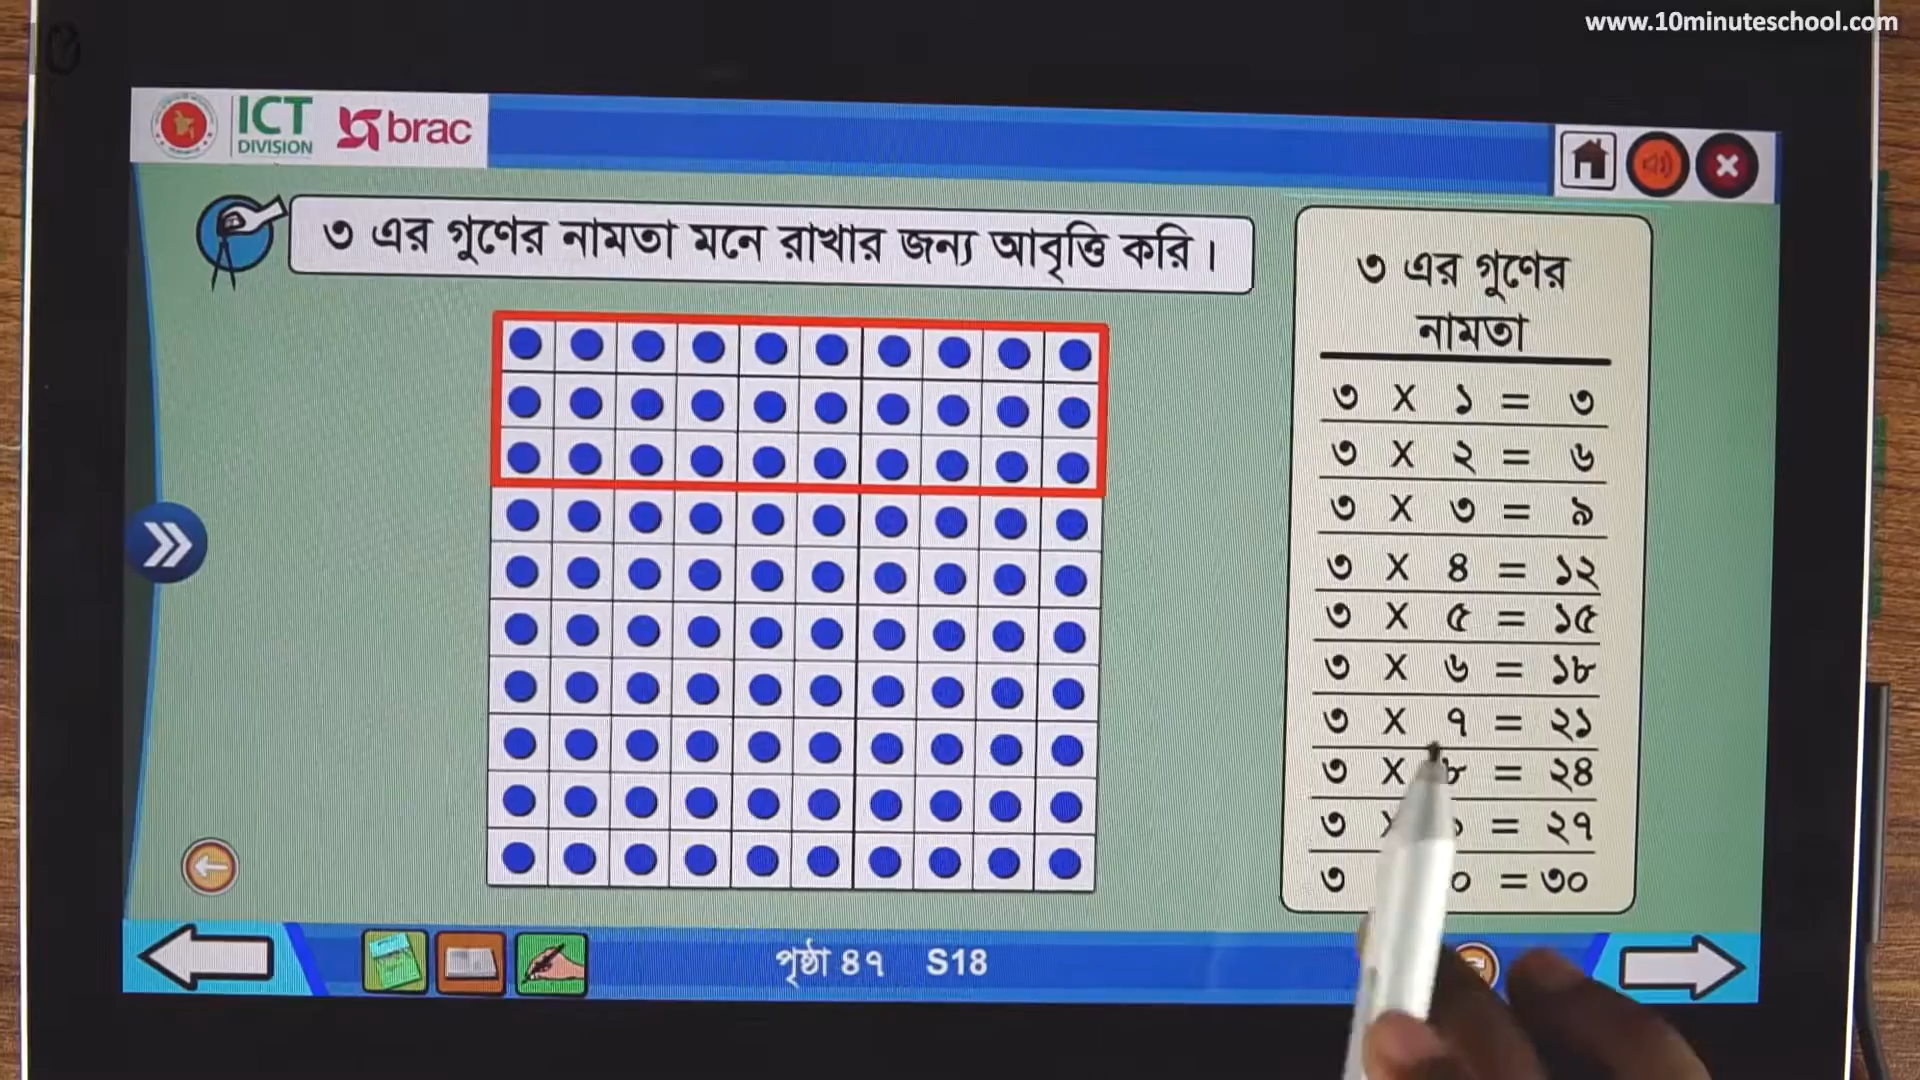 www.10minuteschool.com
ICT
DIVISION
brac
৩ এর গুণের নামতা মনে রাখার জন্য আবৃত্তি করি।
৩ এর গুণের
নামতা
৩ X ১ = ৩
৩ X ২ = ৬
৩ X ৩ = ৯
৩ X ৪ = ১২
৩ X ৫ = ১৫
৩ X ৬ = ১৮
৩ X ৭ = ২১
৩ X ৮ = ২৪
৩ = ২৭
৩ = ৩০
পৃষ্ঠা ৪৭ S18